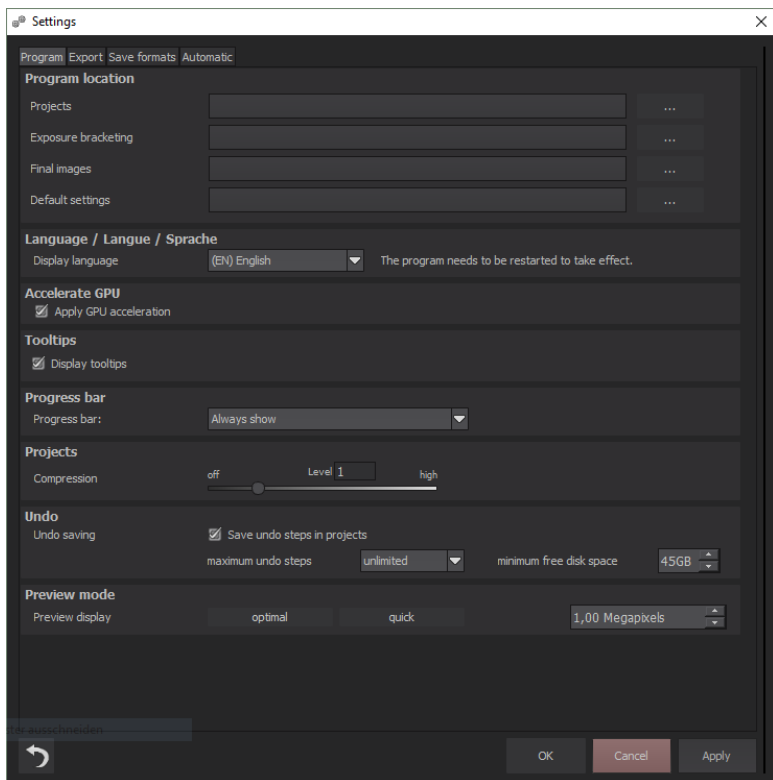 Settings
Program Export Save formats Automatic
Program location
Projects ...
Exposure bracketing ...
Final images ...
Default settings ...
Language / Langue / Sprache
Display language (EN) English The program needs to be restarted to take effect.
Accelerate GPU
Apply GPU acceleration
Tooltips
Display tooltips
Progress bar
Progress bar: Always show
Projects
Compression off Level 1 high
Undo
Undo saving Save undo steps in projects
maximum undo steps unlimited minimum free disk space 45GB
Preview mode
Preview display optimal quick 1,00 Megapixels
ausschneiden
OK Cancel Apply